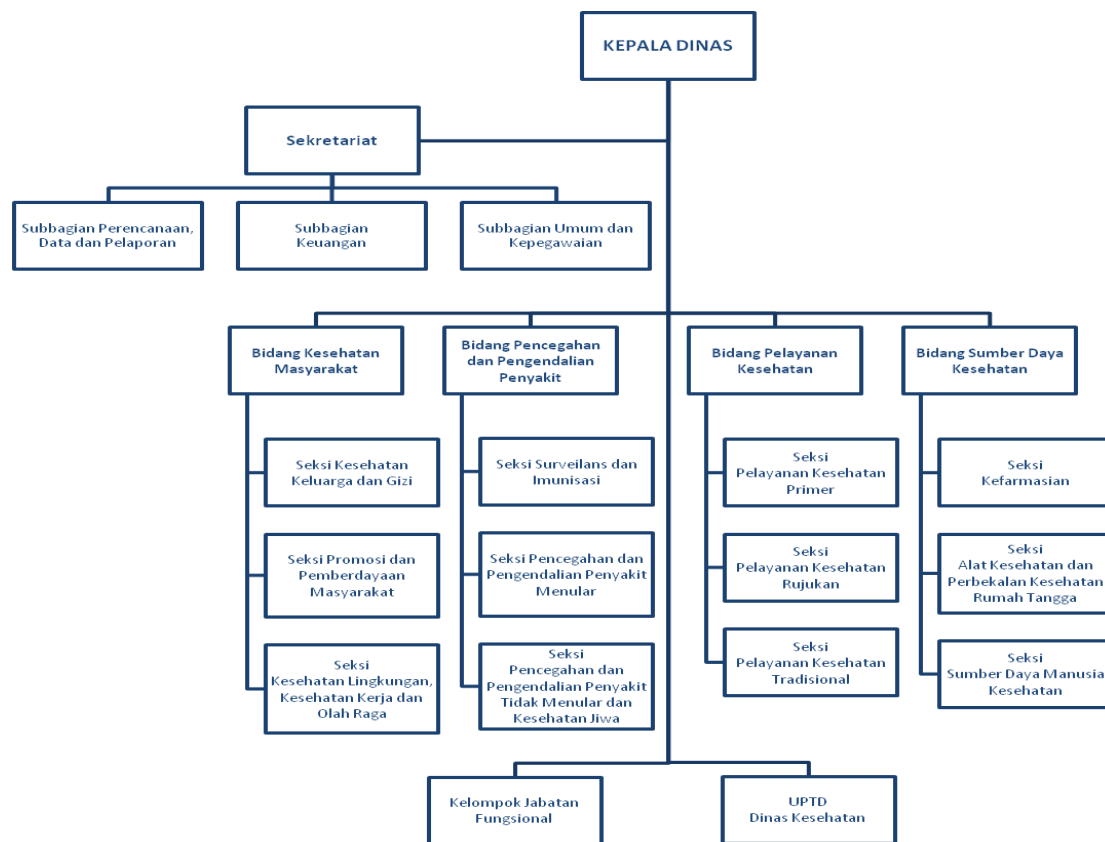 KEPALA DINAS
Sekretariat
Subbagian Perencanaan,
Data dan Pelaporan
Subbagian
Keuangan
Subbagian Umum dan
Kepegawaian
Bidang Kesehatan
Masyarakat
Bidang Pencegahan
dan Pengendalian
Penyakit
Bidang Pelayanan
Kesehatan
Bidang Sumber Daya
Kesehatan
Seksi Kesehatan
Keluarga dan Gizi
Seksi Surveilans dan
Imunisasi
Seksi
Pelayanan Kesehatan
Primer
Seksi
Kefarmasian
Seksi Promosi dan
Pemberdayaan
Masyarakat
Seksi Pencegahan dan
Pengendalian Penyakit
Menular
Seksi
Pelayanan Kesehatan
Rujukan
Seksi
Alat Kesehatan dan
Perbekalan Kesehatan
Rumah Tangga
Seksi
Kesehatan Lingkungan,
Kesehatan Kerja dan
Olah Raga
Seksi
Pencegahan dan
Pengendalian Penyakit
Tidak Menular dan
Kesehatan Jiwa
Seksi
Pelayanan Kesehatan
Tradisional
Seksi
Sumber Daya Manusia
Kesehatan
Kelompok Jabatan
Fungsional
UPTD
Dinas Kesehatan